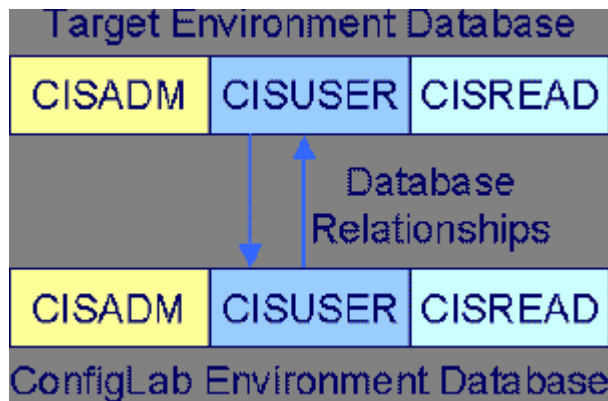 Target Environment Database
CISADM CISUSER CISREAD
Database
Relationships
CISADM CISUSER CISREAD
ConfigLab Environment Database